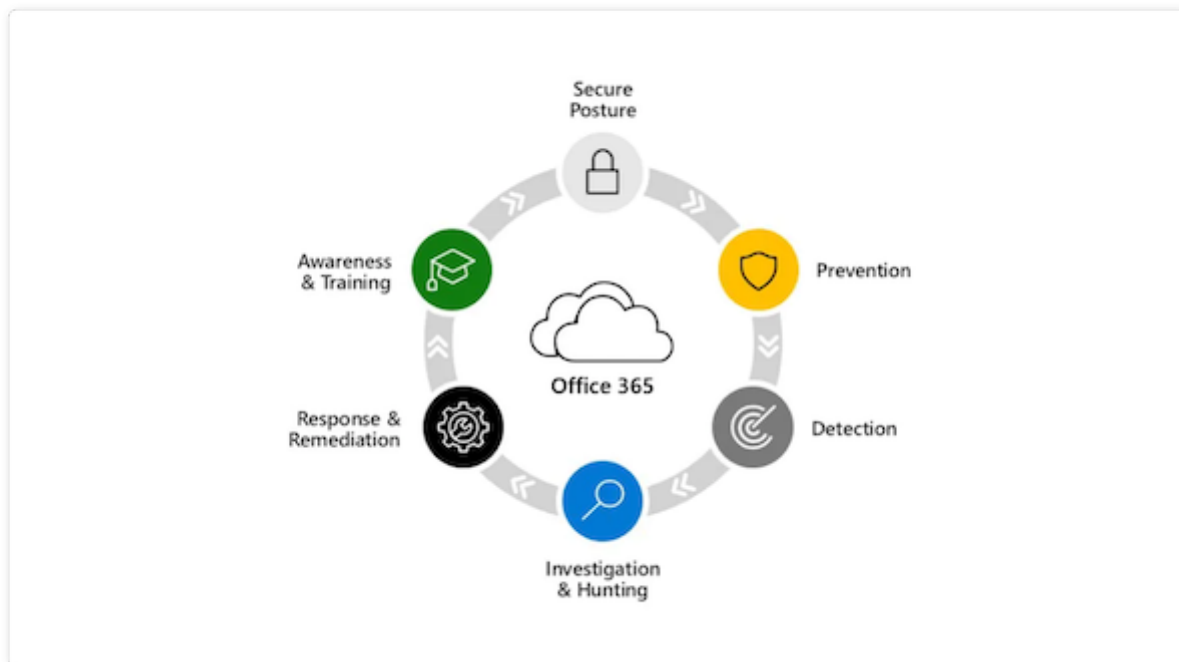 Secure
Posture
Prevention
Detection
Investigation
& Hunting
Response &
Remediation
Awareness
& Training
Office 365